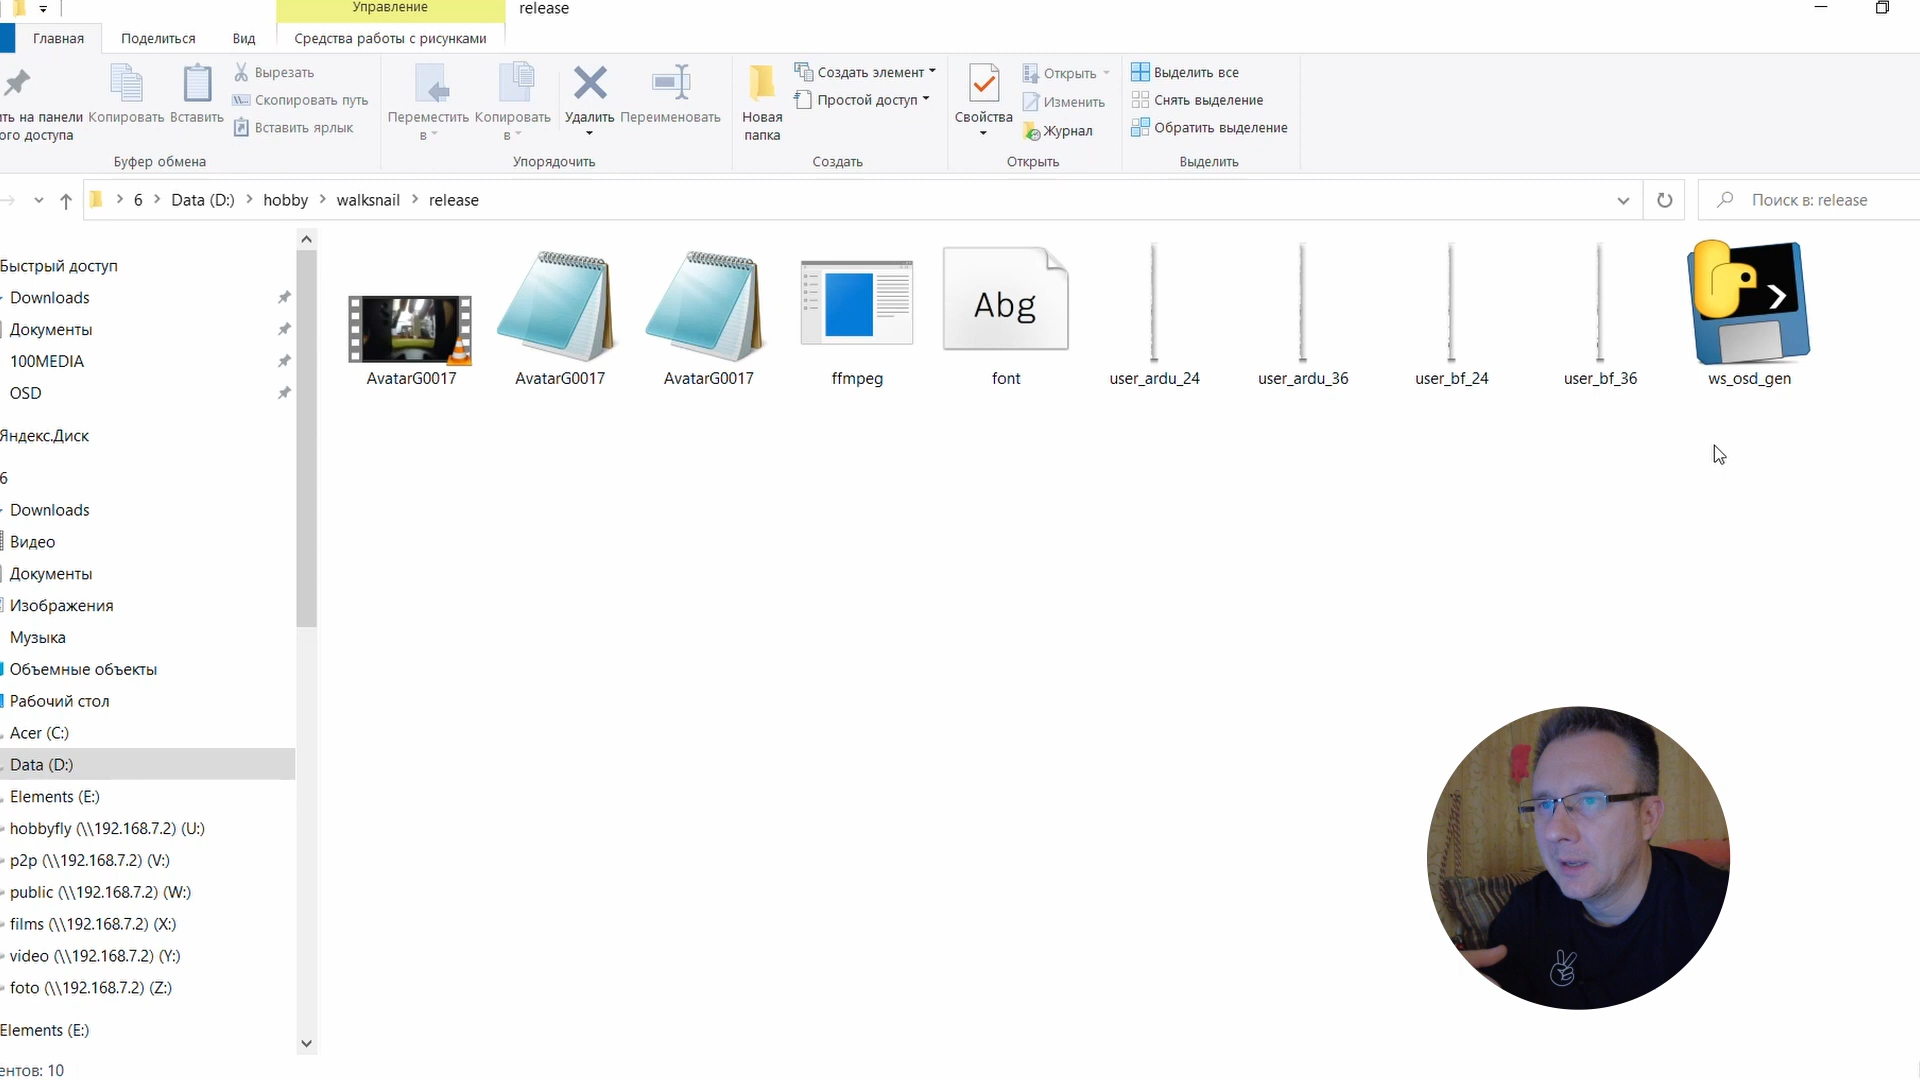 Управление
release
Главная
Поделиться
Вид
Средства работы с рисунками
ить на панели
ого доступа
Копировать
Вставить
Вырезать
Скопировать путь
Вставить ярлык
Буфер обмена
Переместить
в
Копировать
в
Удалить
Переименовать
Упорядочить
Новая
папка
Создать элемент
Простой доступ
Создать
Свойства
Открыть
Изменить
Журнал
Открыть
Выделить все
Снять выделение
Обратить выделение
Выделить
6 > Data (D:) > hobby > walksnail > release
Поиск в: release
Быстрый доступ
Downloads
Документы
100MEDIA
OSD
Яндекс.Диск
6
Downloads
Видео
Документы
Изображения
Музыка
Объемные объекты
Рабочий стол
Acer (C:)
Data (D:)
Elements (E:)
hobbyfly (\\192.168.7.2) (U:)
p2p (\\192.168.7.2) (V:)
public (\\192.168.7.2) (W:)
films (\\192.168.7.2) (X:)
video (\\192.168.7.2) (Y:)
foto (\\192.168.7.2) (Z:)
Elements (E:)
Abg
AvatarG0017
AvatarG0017
AvatarG0017
ffmpeg
font
user_ardu_24
user_ardu_36
user_bf_24
user_bf_36
ws_osd_gen
ентов: 10